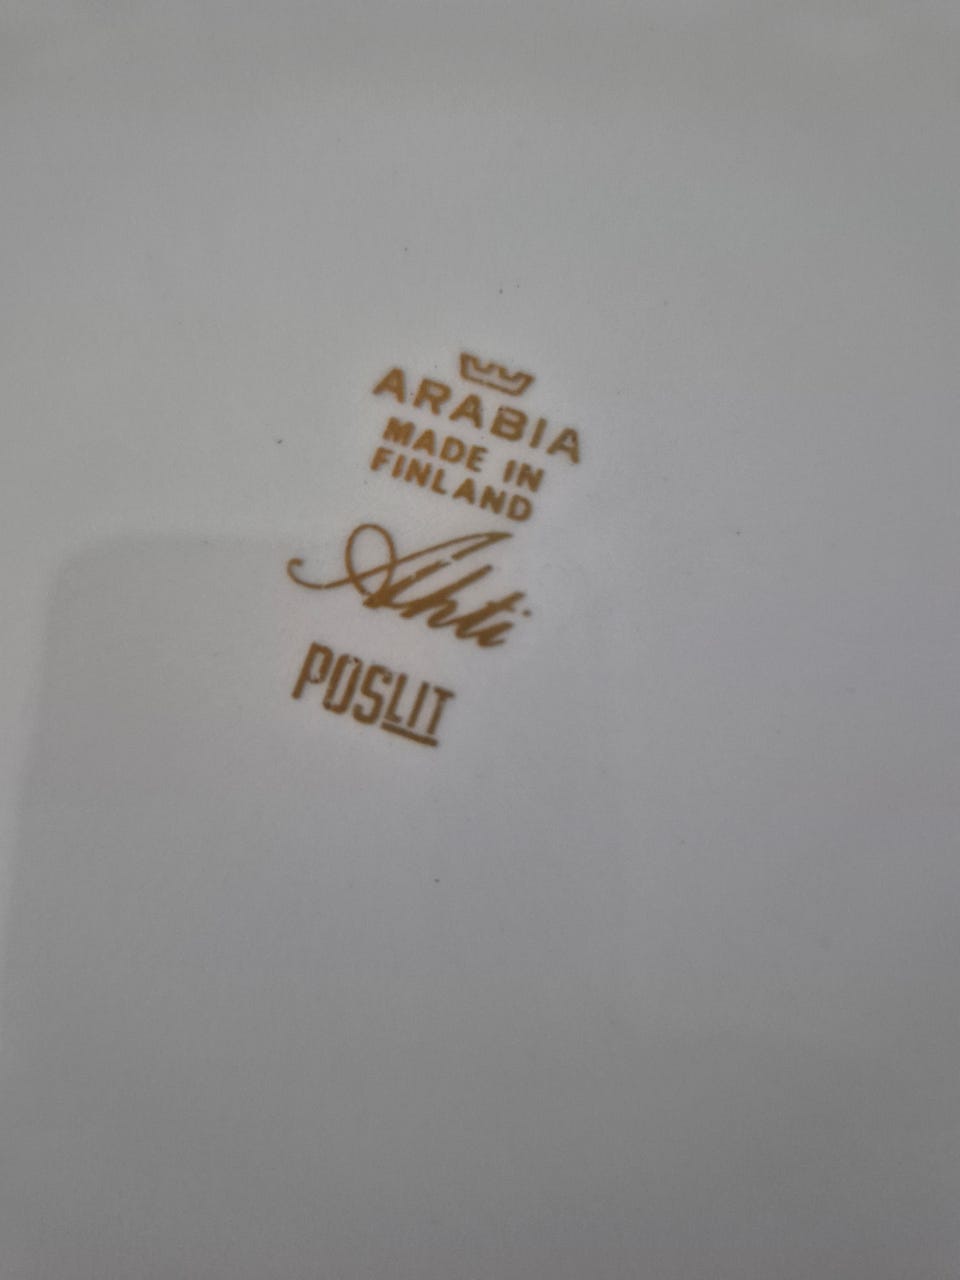 ARABIA
MADE IN
FINLAND
Ahti
POSLIT